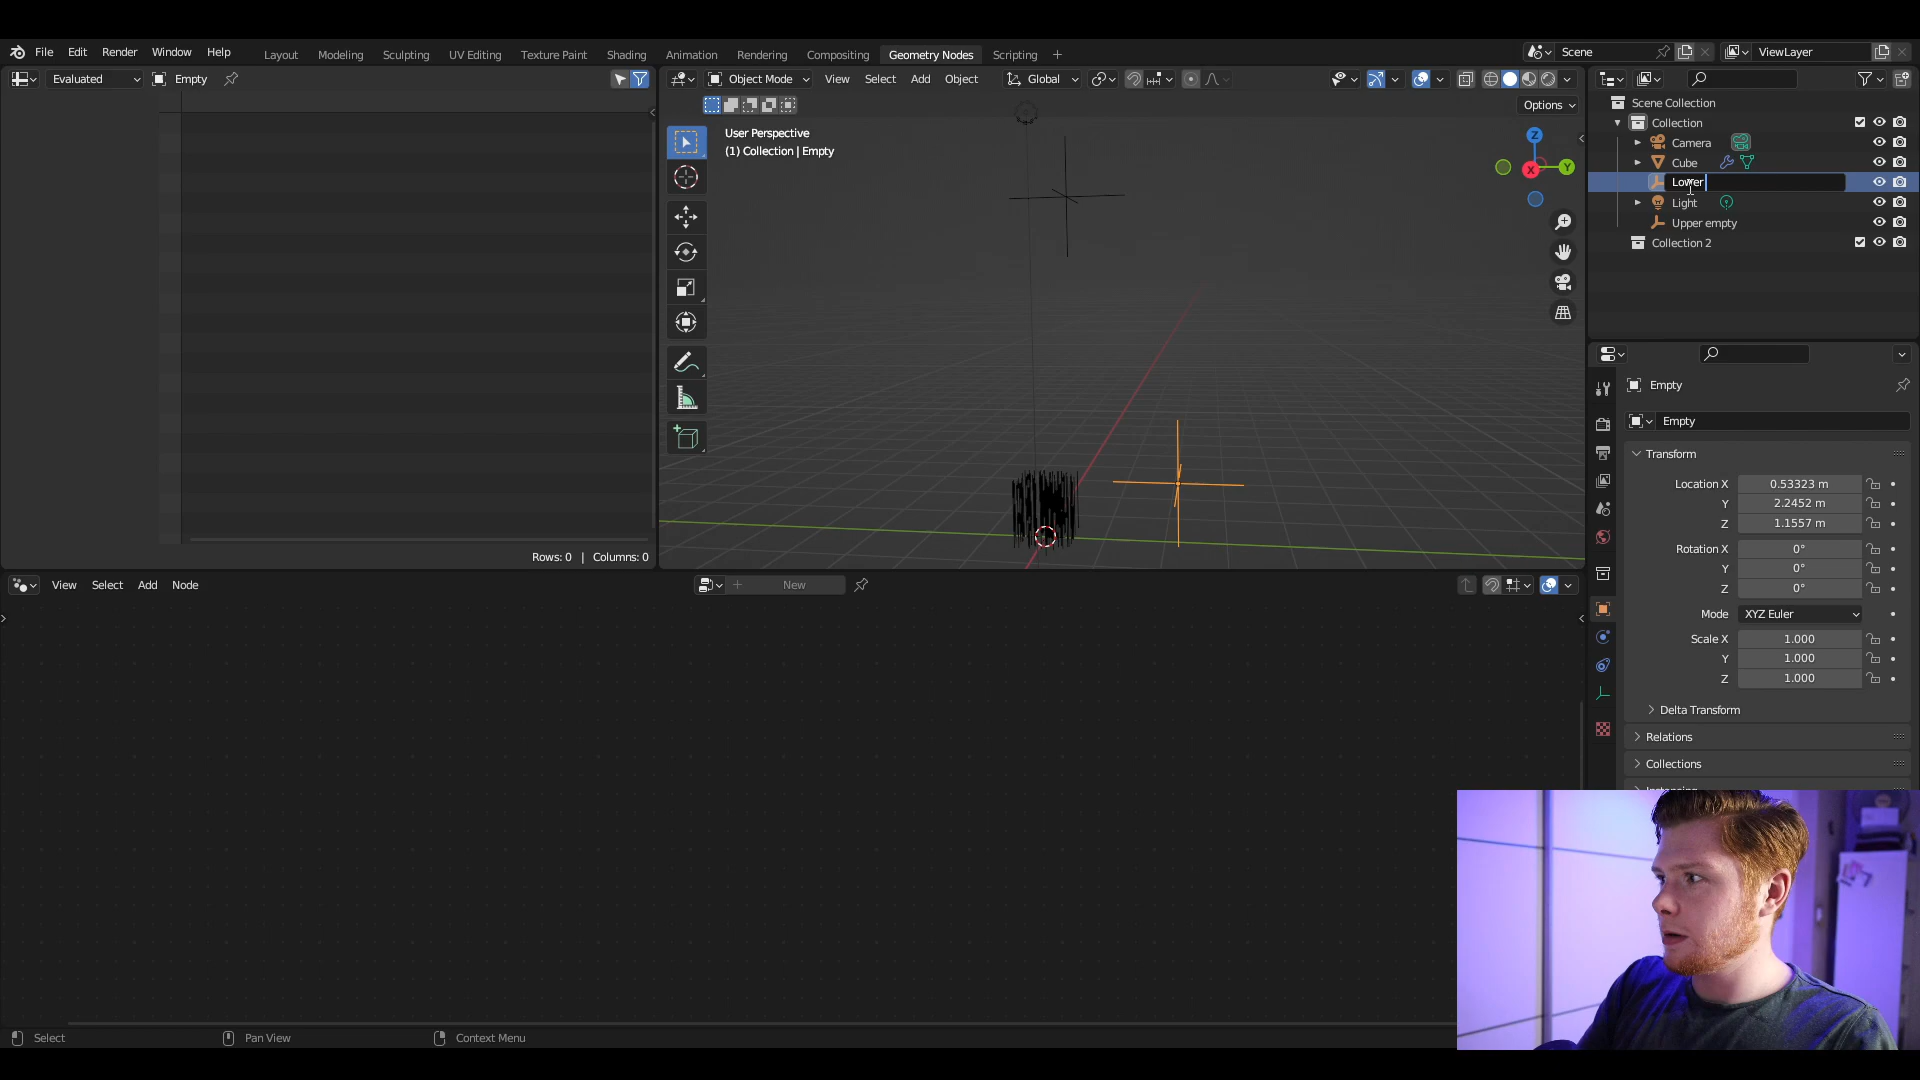 File Edit Render Window Help Layout Modeling Sculpting UV Editing Texture Paint Shading Animation Rendering Compositing Geometry Nodes Scripting + Scene ViewLayer
Evaluated Empty Object Mode View Select Add Object Global
Options
User Perspective
(1) Collection | Empty
Z
Y
X
Scene Collection
Collection
Camera
Cube
Lower
Light
Upper empty
Collection 2
Rows: 0 | Columns: 0
Empty
Empty
Transform
Location X 0.53323 m
Y 2.2452 m
Z 1.1557 m
Rotation X 0°
Y 0°
Z 0°
Mode XYZ Euler
Scale X 1.000
Y 1.000
Z 1.000
Delta Transform
Relations
Collections
View Select Add Node New
Select Pan View Context Menu